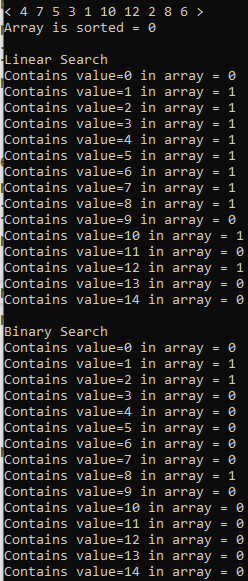 < 4 7 5 3 1 10 12 2 8 6 >
Array is sorted = 0

Linear Search
Contains value=0 in array = 0
Contains value=1 in array = 1
Contains value=2 in array = 1
Contains value=3 in array = 1
Contains value=4 in array = 1
Contains value=5 in array = 1
Contains value=6 in array = 1
Contains value=7 in array = 1
Contains value=8 in array = 1
Contains value=9 in array = 0
Contains value=10 in array = 1
Contains value=11 in array = 0
Contains value=12 in array = 1
Contains value=13 in array = 0
Contains value=14 in array = 0

Binary Search
Contains value=0 in array = 0
Contains value=1 in array = 1
Contains value=2 in array = 1
Contains value=3 in array = 0
Contains value=4 in array = 0
Contains value=5 in array = 0
Contains value=6 in array = 0
Contains value=7 in array = 0
Contains value=8 in array = 1
Contains value=9 in array = 0
Contains value=10 in array = 0
Contains value=11 in array = 0
Contains value=12 in array = 0
Contains value=13 in array = 0
Contains value=14 in array = 0